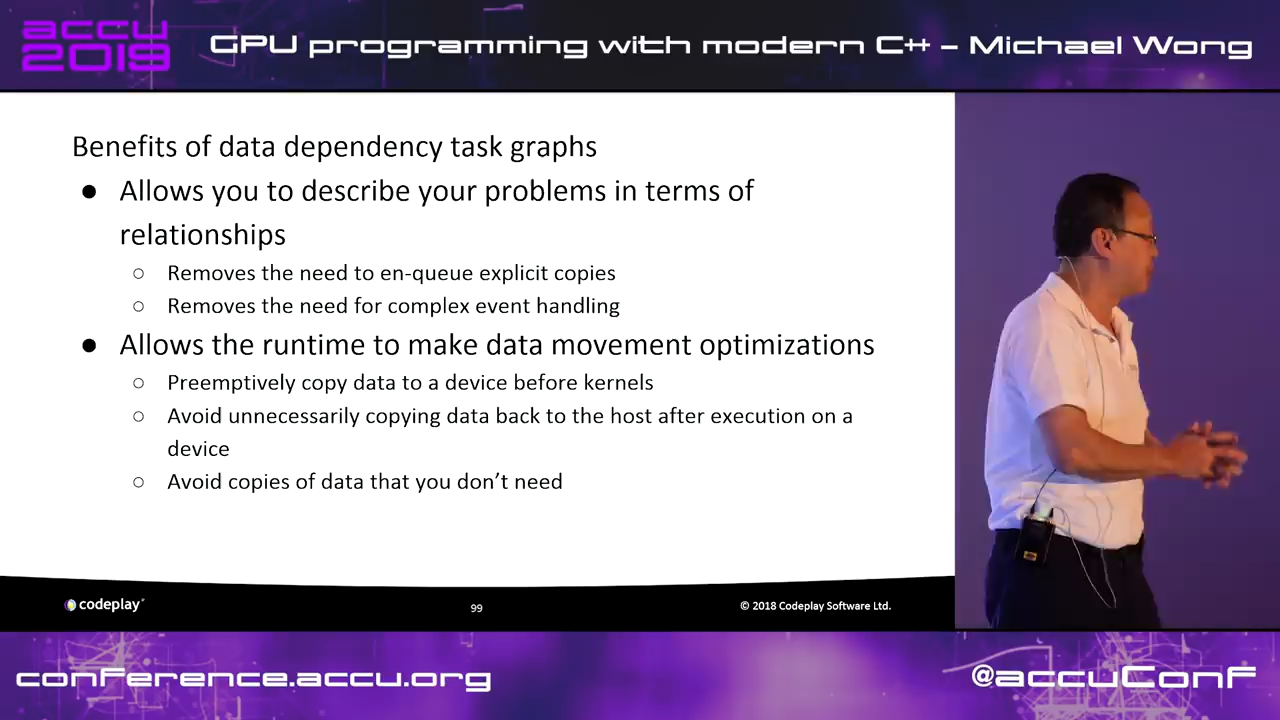 accu
2019
GPU programming with modern C++ – Michael Wong
Benefits of data dependency task graphs
● Allows you to describe your problems in terms of
relationships
○ Removes the need to en-queue explicit copies
○ Removes the need for complex event handling
● Allows the runtime to make data movement optimizations
○ Preemptively copy data to a device before kernels
○ Avoid unnecessarily copying data back to the host after execution on a
device
○ Avoid copies of data that you don’t need
codeplay
99
© 2018 Codeplay Software Ltd.
conference.accu.org
@accuConf